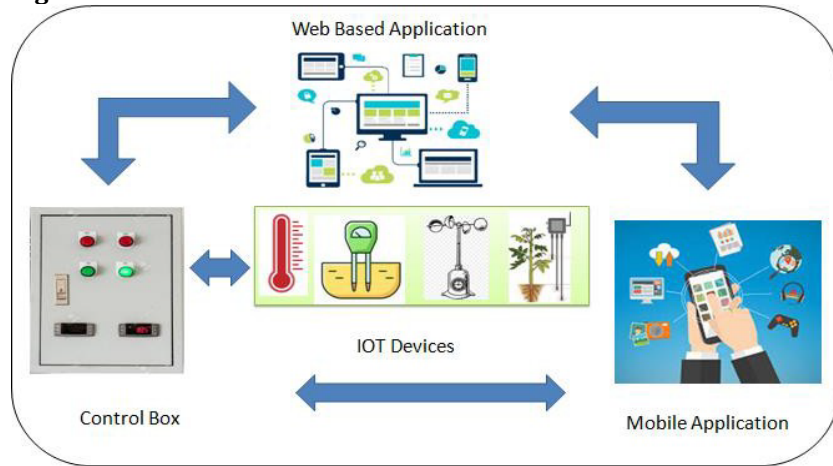 Web Based Application
IOT Devices
Control Box
Mobile Application